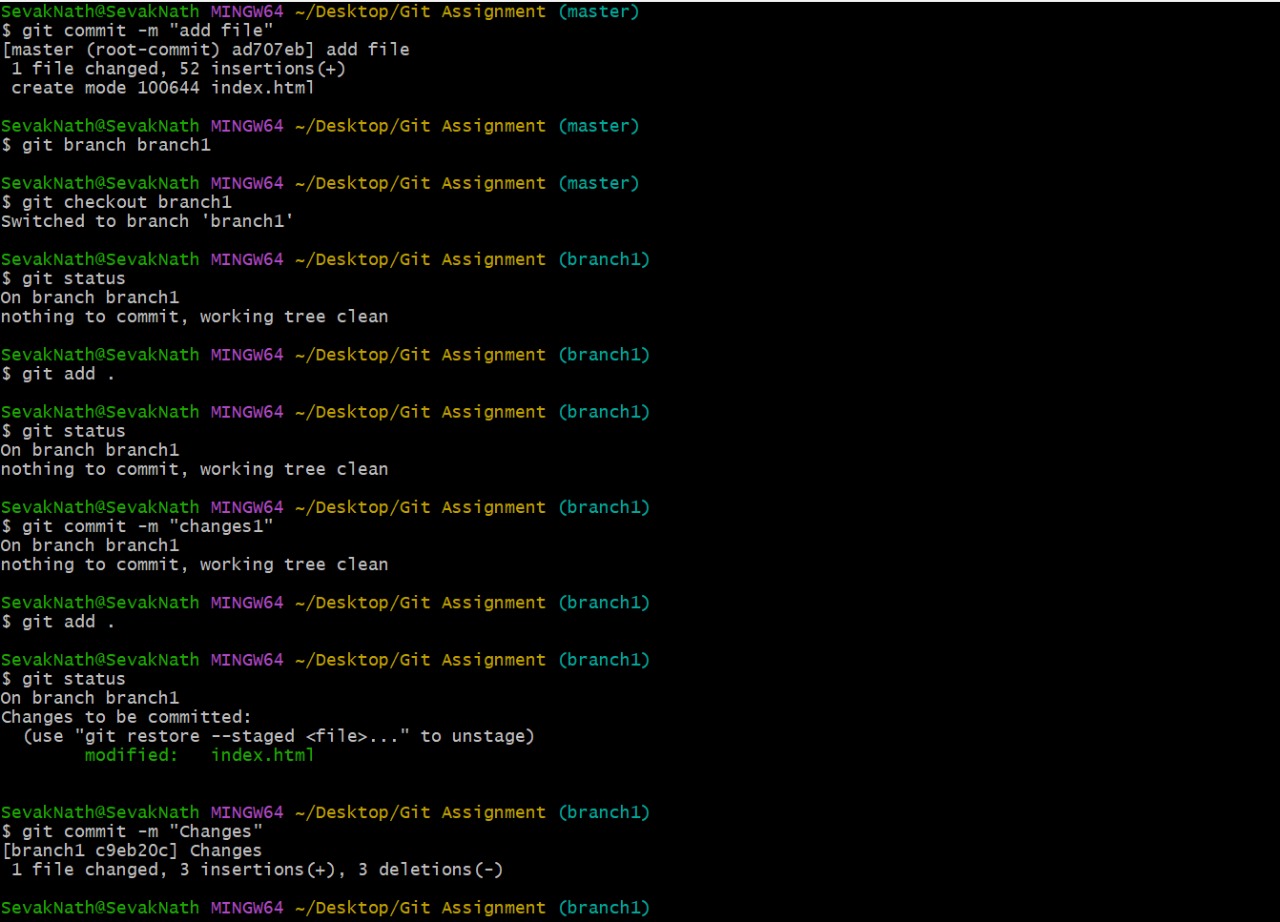 SevakNath@SevakNath MINGW64 ~/Desktop/Git Assignment (master)
$ git commit -m "add file"
[master (root-commit) ad707eb] add file
 1 file changed, 52 insertions(+)
 create mode 100644 index.html

SevakNath@SevakNath MINGW64 ~/Desktop/Git Assignment (master)
$ git branch branch1

SevakNath@SevakNath MINGW64 ~/Desktop/Git Assignment (master)
$ git checkout branch1
Switched to branch 'branch1'

SevakNath@SevakNath MINGW64 ~/Desktop/Git Assignment (branch1)
$ git status
On branch branch1
nothing to commit, working tree clean

SevakNath@SevakNath MINGW64 ~/Desktop/Git Assignment (branch1)
$ git add .

SevakNath@SevakNath MINGW64 ~/Desktop/Git Assignment (branch1)
$ git status
On branch branch1
nothing to commit, working tree clean

SevakNath@SevakNath MINGW64 ~/Desktop/Git Assignment (branch1)
$ git commit -m "changes1"
On branch branch1
nothing to commit, working tree clean

SevakNath@SevakNath MINGW64 ~/Desktop/Git Assignment (branch1)
$ git add .

SevakNath@SevakNath MINGW64 ~/Desktop/Git Assignment (branch1)
$ git status
On branch branch1
Changes to be committed:
  (use "git restore --staged <file>..." to unstage)
        modified:   index.html

SevakNath@SevakNath MINGW64 ~/Desktop/Git Assignment (branch1)
$ git commit -m "Changes"
[branch1 c9eb20c] Changes
 1 file changed, 3 insertions(+), 3 deletions(-)

SevakNath@SevakNath MINGW64 ~/Desktop/Git Assignment (branch1)